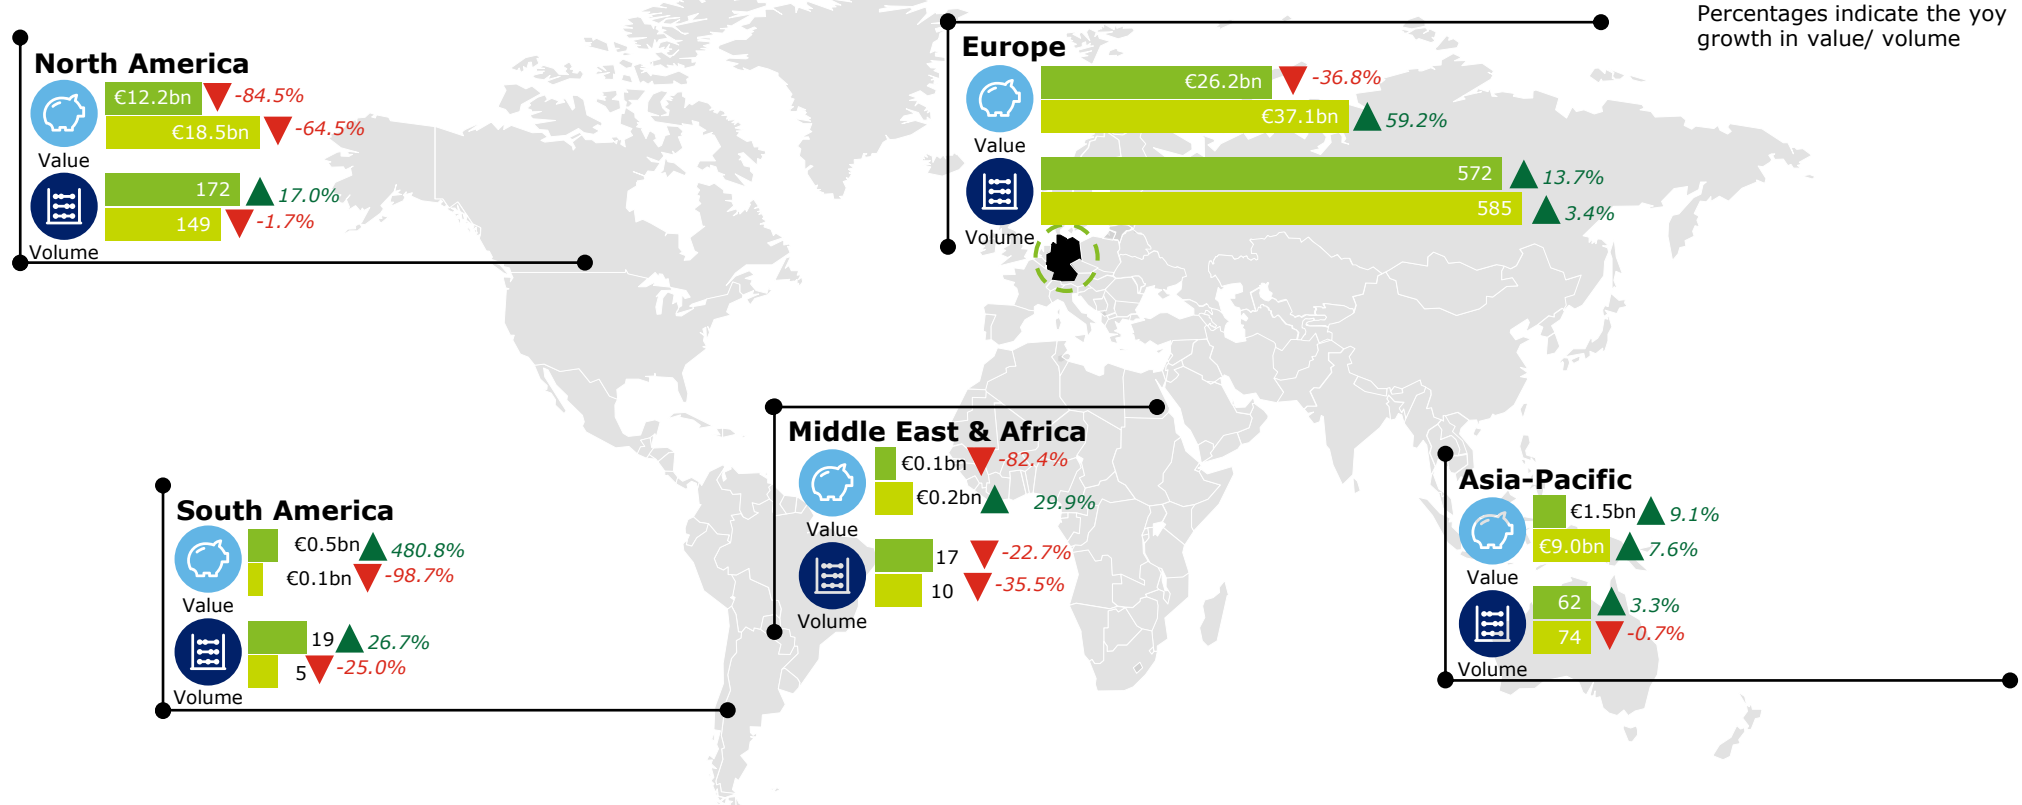 Percentages indicate the yoy
growth in value/ volume
North America
€12.2bn -84.5%
€18.5bn -64.5%
Value
172 17.0%
149 -1.7%
Volume
Europe
€26.2bn -36.8%
€37.1bn 59.2%
Value
572 13.7%
585 3.4%
Volume
Middle East & Africa
€0.1bn -82.4%
€0.2bn 29.9%
Value
17 -22.7%
10 -35.5%
Volume
South America
€0.5bn 480.8%
€0.1bn -98.7%
Value
19 26.7%
5 -25.0%
Volume
Asia-Pacific
€1.5bn 9.1%
€9.0bn 7.6%
Value
62 3.3%
74 -0.7%
Volume